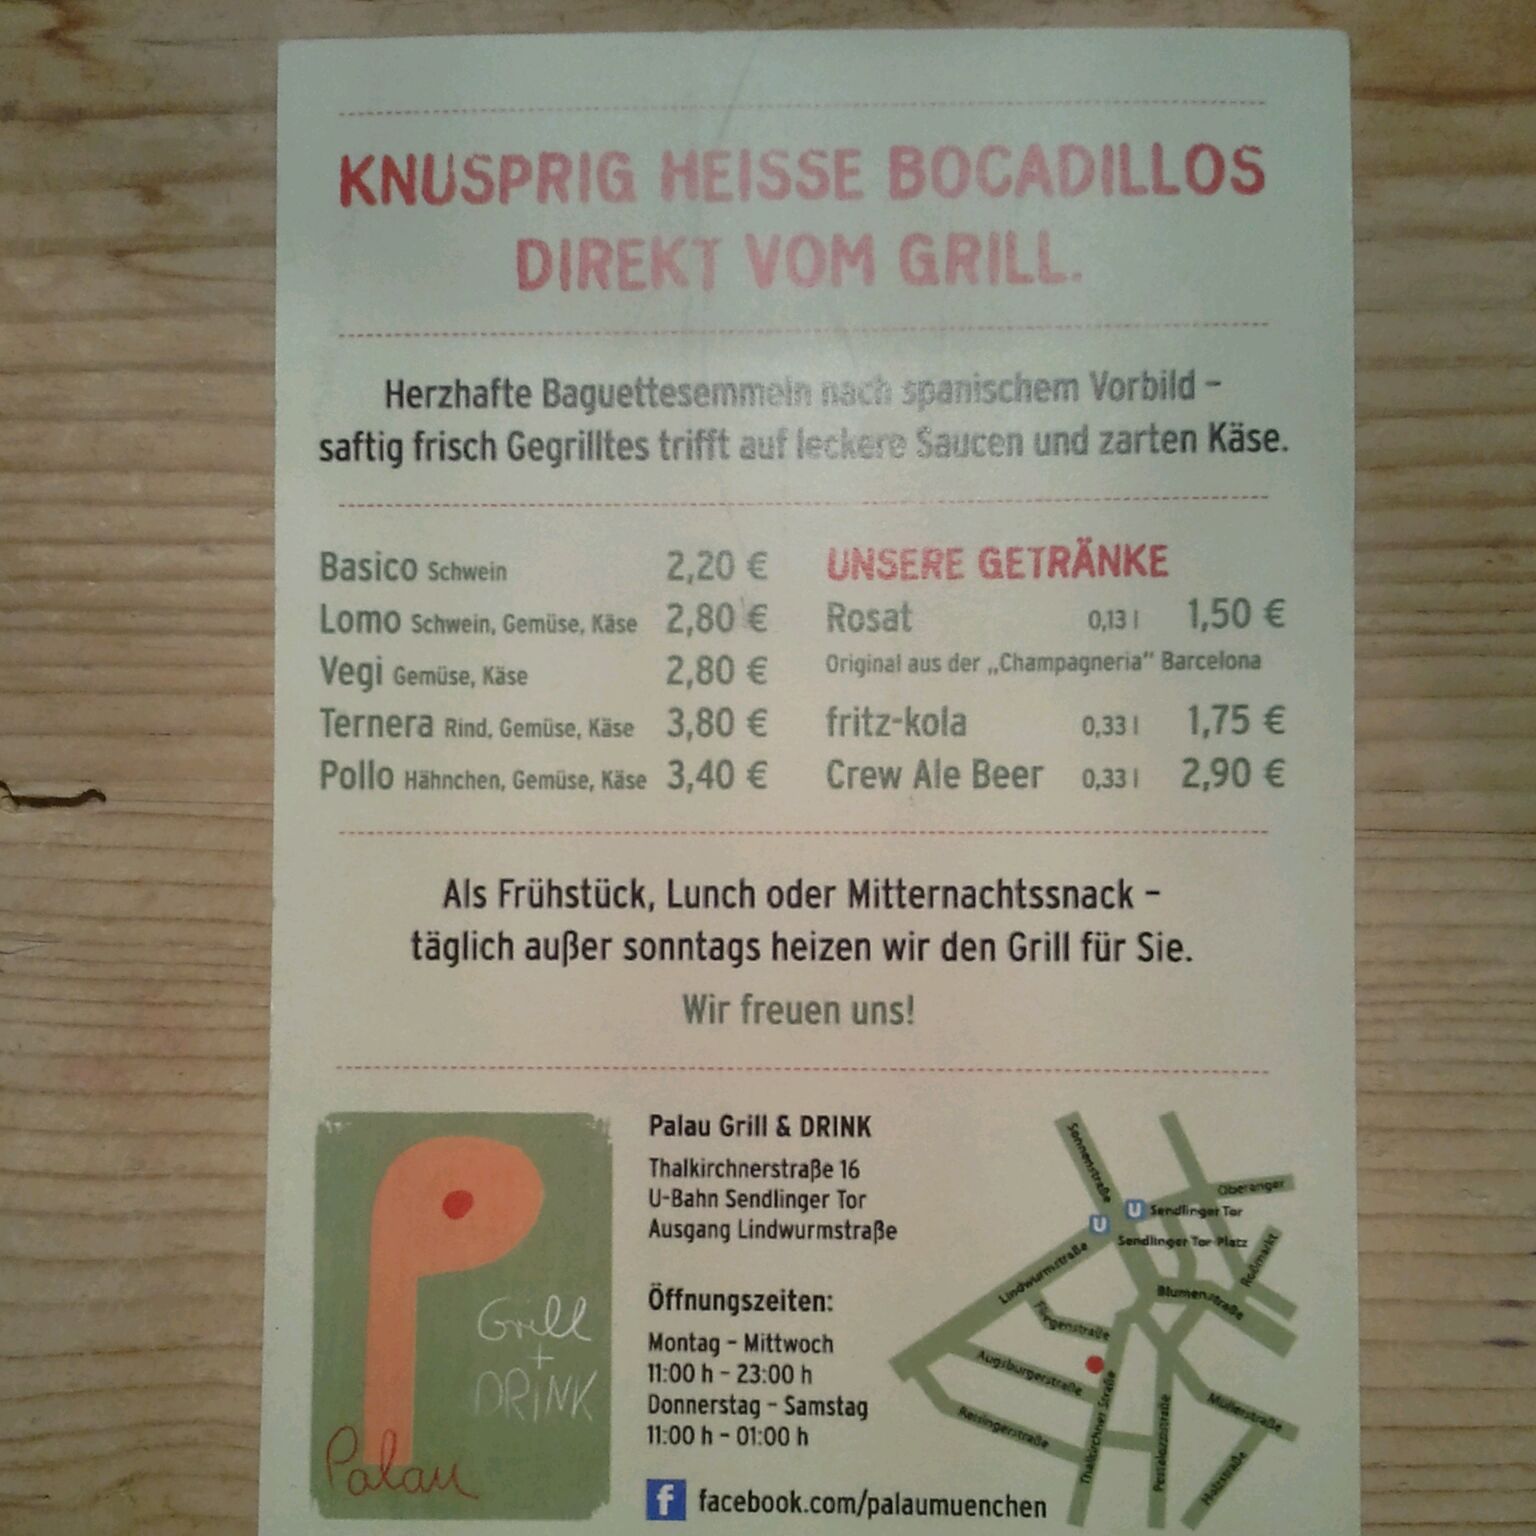 KNUSPRIG HEISSE BOCADILLOS
DIREKT VOM GRILL.
Herzhafte Baguettesemmeln nach spanischem Vorbild –
saftig frisch Gegrilltes trifft auf leckere Saucen und zarten Käse.
Basico Schwein 2,20 €
Lomo Schwein, Gemüse, Käse 2,80 €
Vegi Gemüse, Käse 2,80 €
Ternera Rind, Gemüse, Käse 3,80 €
Pollo Hähnchen, Gemüse, Käse 3,40 €
UNSERE GETRÄNKE
Rosat 0,13 l 1,50 €
Original aus der „Champagneria“ Barcelona
fritz-kola 0,33 l 1,75 €
Crew Ale Beer 0,33 l 2,90 €
Als Frühstück, Lunch oder Mitternachtssnack –
täglich außer sonntags heizen wir den Grill für Sie.
Wir freuen uns!
Grill
+
DRINK
Palau
Palau Grill & DRINK
Thalkirchnerstraße 16
U-Bahn Sendlinger Tor
Ausgang Lindwurmstraße
Öffnungszeiten:
Montag – Mittwoch
11:00 h – 23:00 h
Donnerstag – Samstag
11:00 h – 01:00 h
f facebook.com/palaumuenchen
Sonnenstraße
Oberanger
U Sendlinger Tor
U
Sendlinger Tor Platz
Roßmarkt
Lindwurmstraße
Blumenstraße
Fliegenstraße
Augsburgerstraße
Thalkirchner Straße
Reisingerstraße
Pestalozzistraße
Müllerstraße
Holzstraße